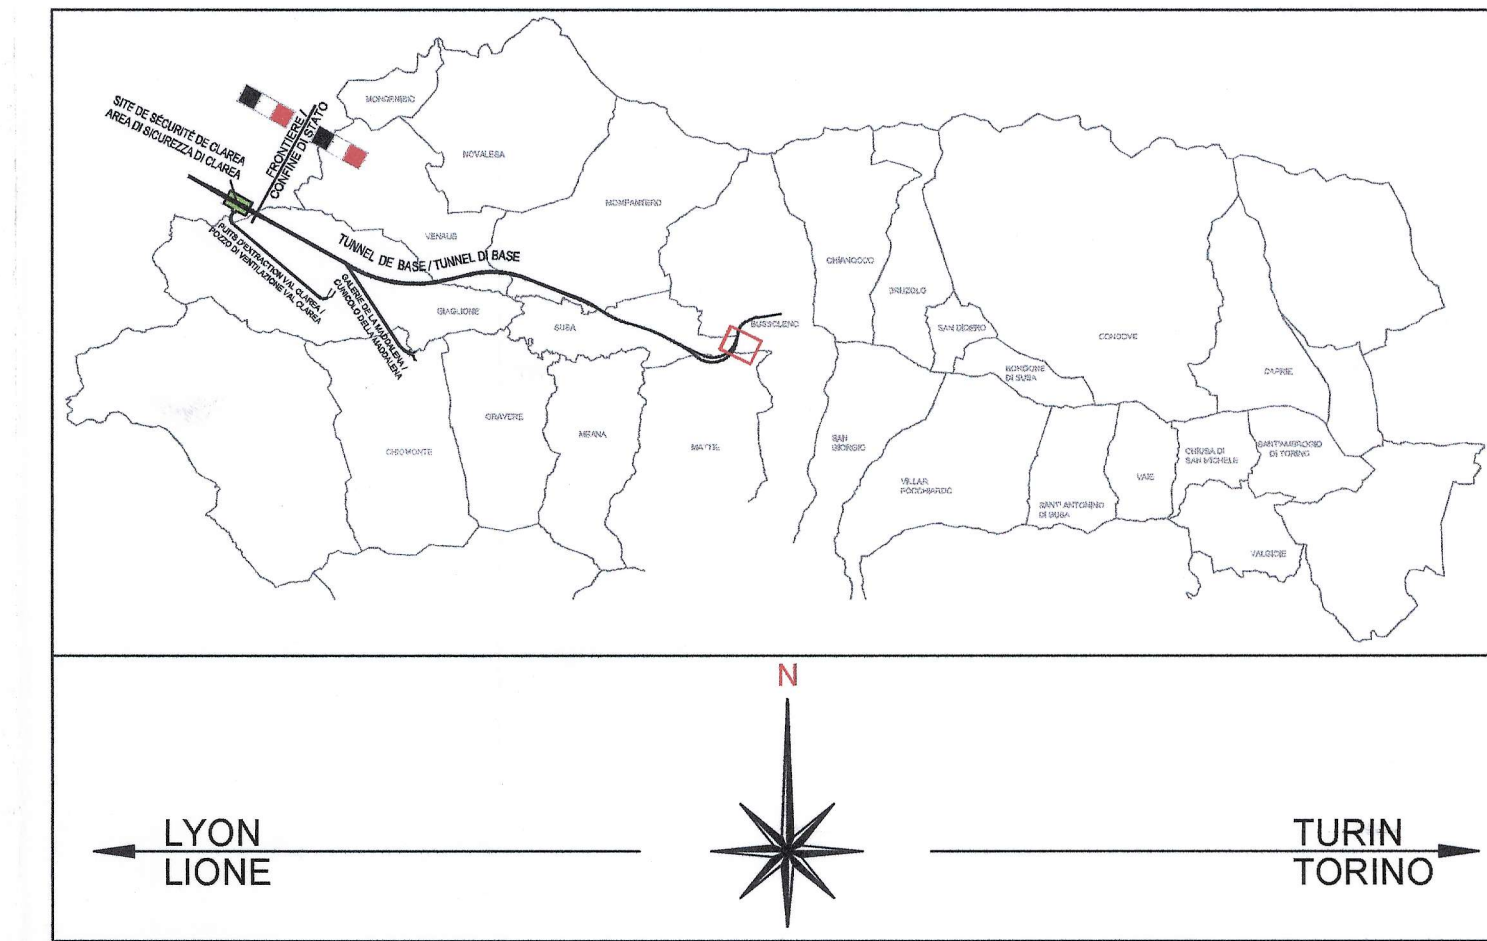 MONCENISIO
SITE DE SÉCURITÉ DE CLAREA
AREA DI SICUREZZA DI CLAREA
FRONTIERE /
CONFINE DI STATO
NOVALESA
MOMPANTERO
VENAUS
TUNNEL DE BASE / TUNNEL DI BASE
PUITS D'EXTRACTION VAL CLAREA /
POZZO DI VENTILAZIONE VAL CLAREA
GALERIE DE LA MADDALENA /
CUNICOLO DELLA MADDALENA
CHIANOCCO
BRUZOLO
GIAGLIONE
SUSA
BUSSOLENO
SAN DIDERO
CONDOVE
BORGONE
DI SUSA
CAPRIE
GRAVERE
MEANA
MATTIE
CHIOMONTE
SAN
GIORIO
VILLAR
FOCCHIARDO
SANT'ANTONINO
DI SUSA
VAIE
CHIUSA DI
SAN MICHELE
SANT'AMBROGIO
DI TORINO
VALGIOIE
N
LYON
LIONE
TURIN
TORINO